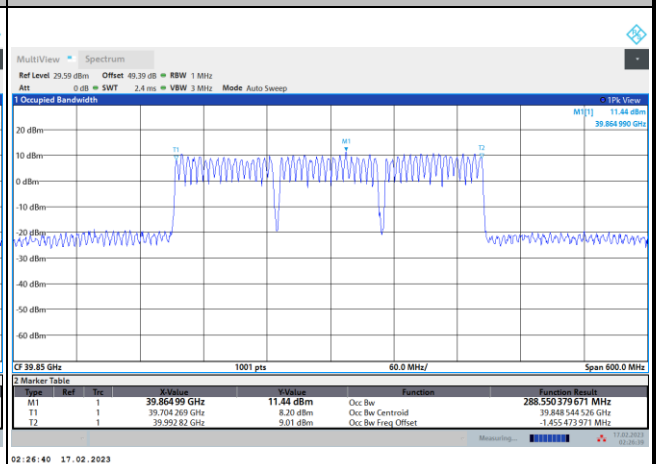 MultiView Spectrum
Ref Level 29.59 dBm Offset 49.39 dB RBW 1 MHz
Att 0 dB SWT 2.4 ms VBW 3 MHz Mode Auto Sweep
1 Occupied Bandwidth 1Pk View
M1[1] 11.44 dBm
39.864 990 GHz
20 dBm
M1
T1 T2
10 dBm
0 dBm
-10 dBm
-20 dBm
-30 dBm
-40 dBm
-50 dBm
-60 dBm
CF 39.85 GHz 1001 pts 60.0 MHz/ Span 600.0 MHz
2 Marker Table
Type Ref Trc X-Value Y-Value Function Function Result
M1 1 39.864 99 GHz 11.44 dBm Occ Bw 288.550 379 671 MHz
T1 1 39.704 269 GHz 8.20 dBm Occ Bw Centroid 39.848 544 526 GHz
T2 1 39.992 82 GHz 9.01 dBm Occ Bw Freq Offset -1.455 473 971 MHz
Measuring... 17.02.2023
02:26:39
02:26:40 17.02.2023